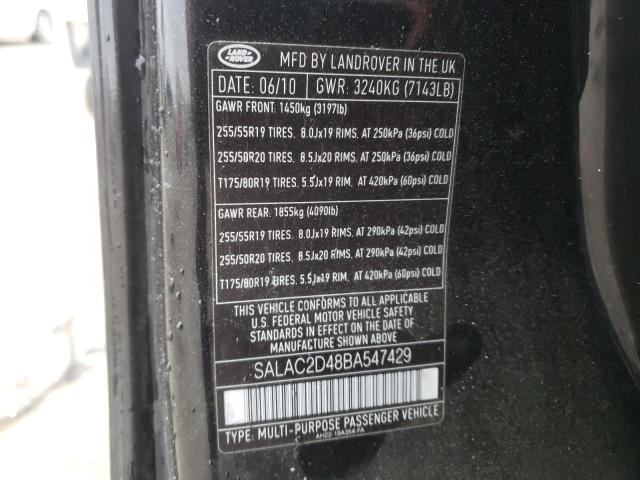 LAND
ROVER
MFD BY LANDROVER IN THE UK
DATE: 06/10 GWR: 3240KG (7143LB)
GAWR FRONT: 1450kg (3197lb)
255/55R19 TIRES. 8.0Jx19 RIMS, AT 250kPa (36psi) COLD
255/50R20 TIRES. 8.5Jx20 RIMS, AT 250kPa (36psi) COLD
T175/80R19 TIRES. 5.5Jx19 RIM, AT 420kPa (60psi) COLD
GAWR REAR: 1855kg (4090lb)
255/55R19 TIRES. 8.0Jx19 RIMS, AT 290kPa (42psi) COLD
255/50R20 TIRES. 8.5Jx20 RIMS, AT 290kPa (42psi) COLD
T175/80R19 TIRES. 5.5Jx19 RIM, AT 420kPa (60psi) COLD
THIS VEHICLE CONFORMS TO ALL APPLICABLE
U.S. FEDERAL MOTOR VEHICLE SAFETY
STANDARDS IN EFFECT ON THE DATE OF
MANUFACTURE SHOWN ABOVE
SALAC2D48BA547429
TYPE: MULTI-PURPOSE PASSENGER VEHICLE
AH22-19A314-FA